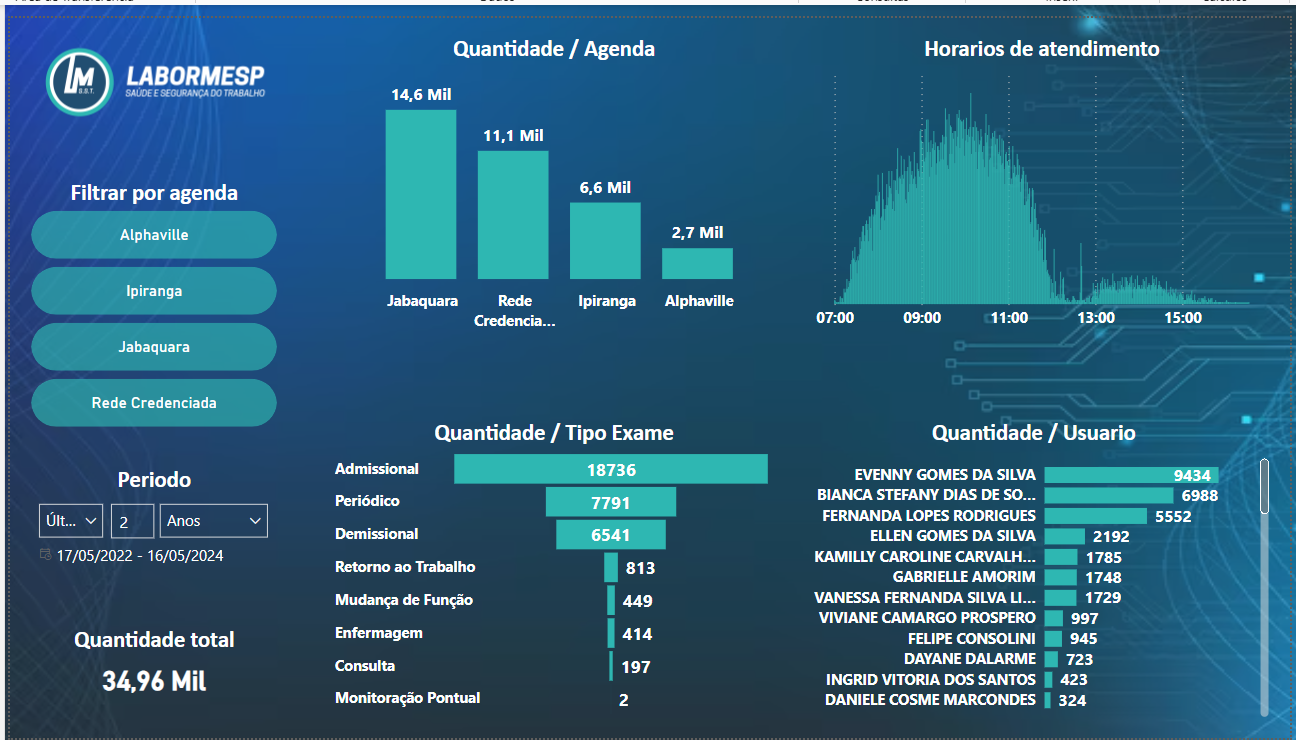 LM
S.S.T.
LABORMESP
SAÚDE E SEGURANÇA DO TRABALHO
Filtrar por agenda
Alphaville
Ipiranga
Jabaquara
Rede Credenciada
Periodo
Últ...
2
Anos
17/05/2022 - 16/05/2024
Quantidade total
34,96 Mil
Quantidade / Agenda
14,6 Mil
11,1 Mil
6,6 Mil
2,7 Mil
Jabaquara
Rede
Credencia...
Ipiranga
Alphaville
Horarios de atendimento
07:00
09:00
11:00
13:00
15:00
Quantidade / Tipo Exame
Admissional 18736
Periódico 7791
Demissional 6541
Retorno ao Trabalho 813
Mudança de Função 449
Enfermagem 414
Consulta 197
Monitoração Pontual 2
Quantidade / Usuario
EVENNY GOMES DA SILVA 9434
BIANCA STEFANY DIAS DE SO... 6988
FERNANDA LOPES RODRIGUES 5552
ELLEN GOMES DA SILVA 2192
KAMILLY CAROLINE CARVALH... 1785
GABRIELLE AMORIM 1748
VANESSA FERNANDA SILVA LI... 1729
VIVIANE CAMARGO PROSPERO 997
FELIPE CONSOLINI 945
DAYANE DALARME 723
INGRID VITORIA DOS SANTOS 423
DANIELE COSME MARCONDES 324